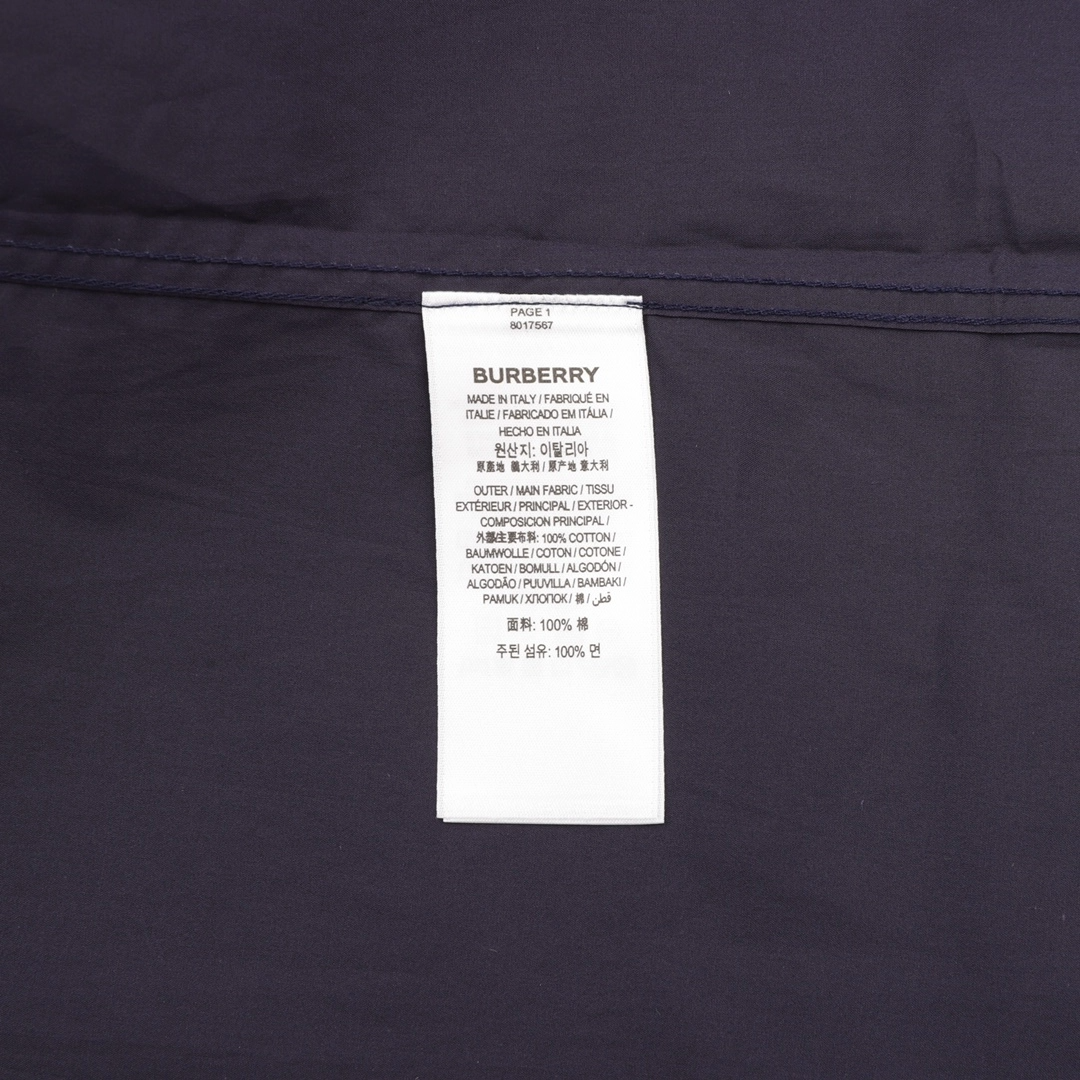 PAGE 1
8017567
BURBERRY
MADE IN ITALY / FABRIQUÉ EN
ITALIE / FABRICADO EM ITÁLIA /
HECHO EN ITALIA
원산지: 이탈리아
原產地 義大利 / 原产地 意大利
OUTER / MAIN FABRIC / TISSU
EXTÉRIEUR / PRINCIPAL / EXTERIOR -
COMPOSICION PRINCIPAL /
外部主要布料: 100% COTTON /
BAUMWOLLE / COTON / COTONE /
KATOEN / BOMULL / ALGODÓN /
ALGODÃO / PUUVILLA / BAMBAKI /
PAMUK / ХЛОПОК / 棉 / قطن
面料: 100% 棉
주된 섬유: 100% 면